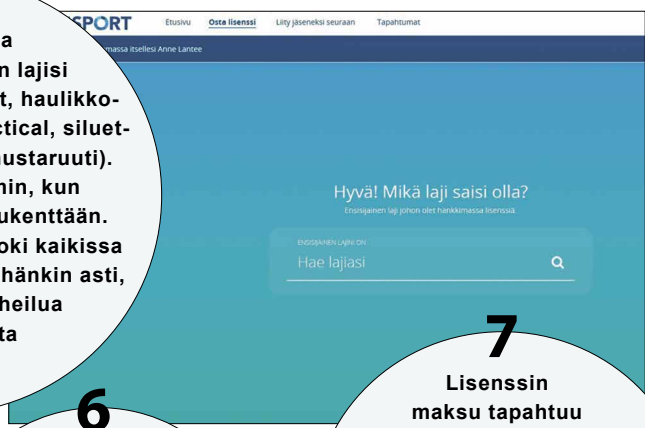 SPORT
Etusivu Osta lisenssi Liity jäseneksi seuraan Tapahtumat
massa itsellesi Anne Lantee
a
n lajisi
t, haulikko-
ctical, siluet-
ustaruuti).
nin, kun
ukenttään.
oki kaikissa
hänkin asti,
heilua
ta
Hyvä! Mikä laji saisi olla?
Ensisijainen laji johon olet hankkimassa lisenssiä.
ENSISIJAINEN LAJINI ON
Hae lajiasi
6
7
Lisenssin
maksu tapahtuu